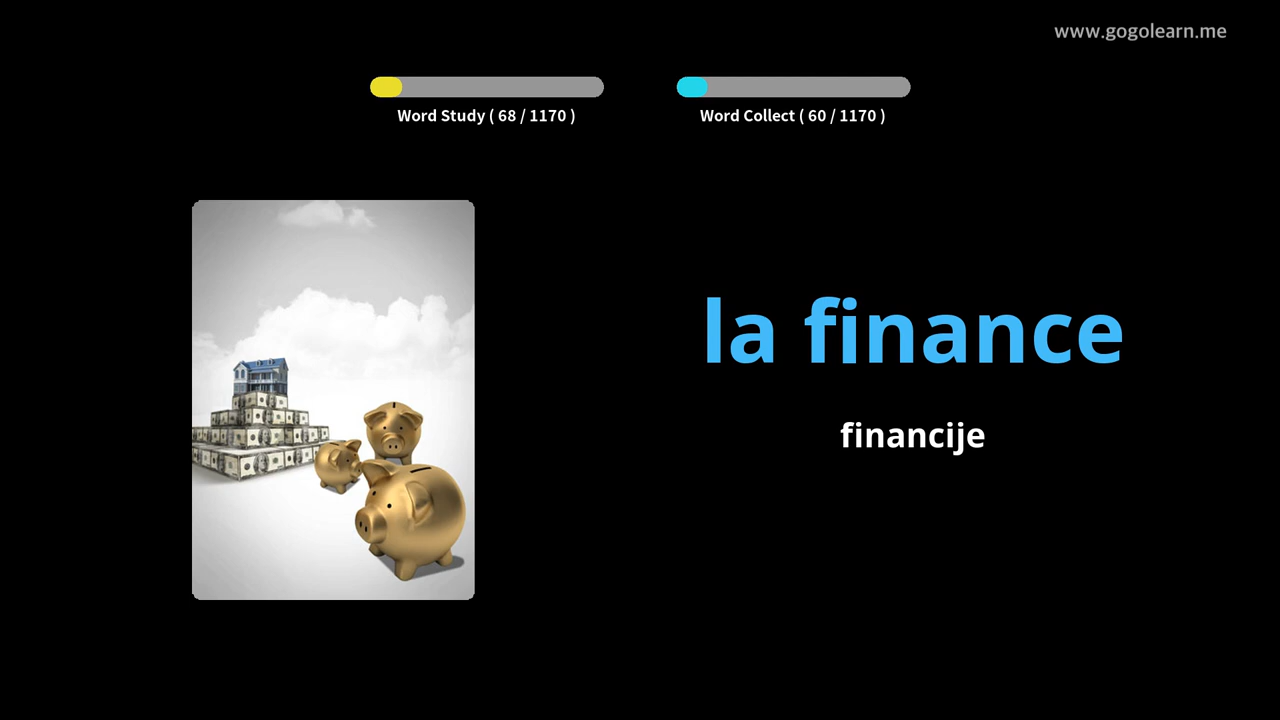 www.gogolearn.me
Word Study ( 68 / 1170 )
Word Collect ( 60 / 1170 )
la finance
financije